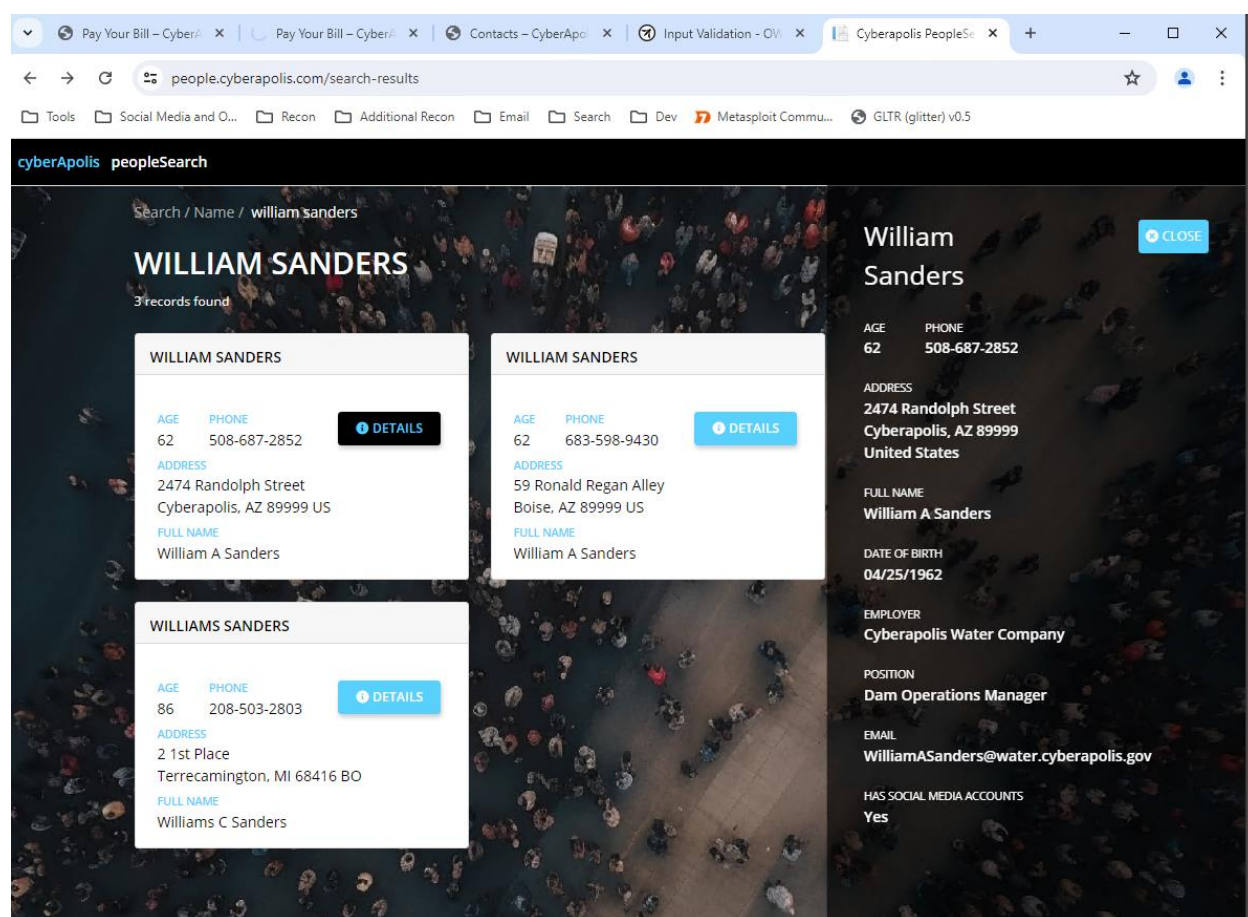 Pay Your Bill – CyberA
Pay Your Bill – CyberA
Contacts – CyberApo
Input Validation - OW
Cyberapolis PeopleSe
people.cyberapolis.com/search-results
Tools
Social Media and O...
Recon
Additional Recon
Email
Search
Dev
Metasploit Commu...
GLTR (glitter) v0.5
cyberApolis peopleSearch
Search / Name / william sanders
WILLIAM SANDERS
3 records found
WILLIAM SANDERS
AGE PHONE
62 508-687-2852
DETAILS
ADDRESS
2474 Randolph Street
Cyberapolis, AZ 89999 US
FULL NAME
William A Sanders
WILLIAM SANDERS
AGE PHONE
62 683-598-9430
DETAILS
ADDRESS
59 Ronald Regan Alley
Boise, AZ 89999 US
FULL NAME
William A Sanders
WILLIAMS SANDERS
AGE PHONE
86 208-503-2803
DETAILS
ADDRESS
2 1st Place
Terrecamington, MI 68416 BO
FULL NAME
Williams C Sanders
William
Sanders
CLOSE
AGE PHONE
62 508-687-2852
ADDRESS
2474 Randolph Street
Cyberapolis, AZ 89999
United States
FULL NAME
William A Sanders
DATE OF BIRTH
04/25/1962
EMPLOYER
Cyberapolis Water Company
POSITION
Dam Operations Manager
EMAIL
WilliamASanders@water.cyberapolis.gov
HAS SOCIAL MEDIA ACCOUNTS
Yes